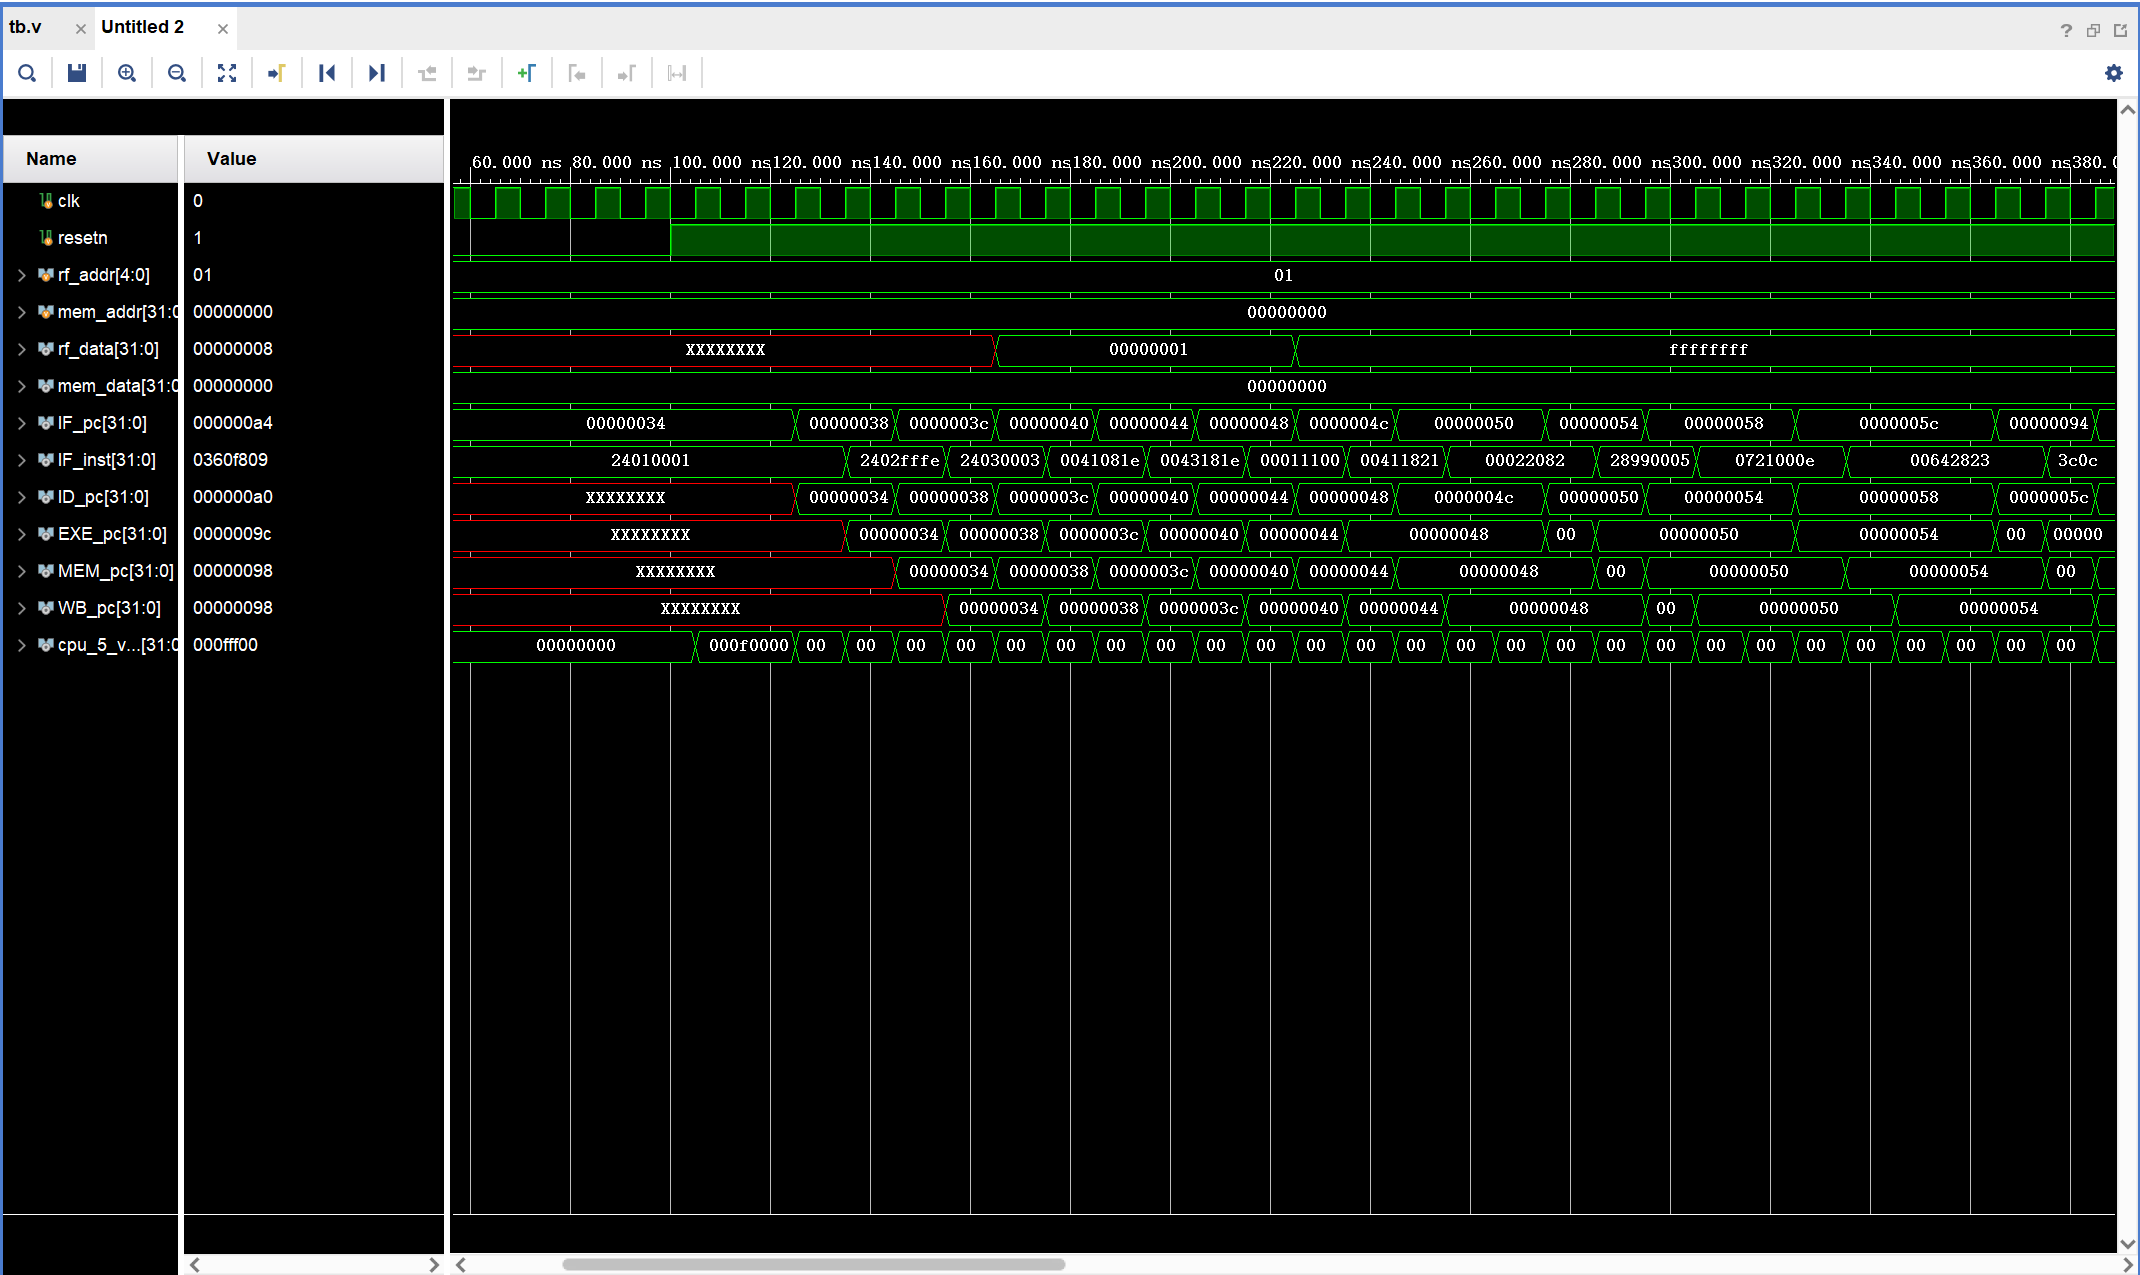 tb.v × Untitled 2 ×
Name Value
60.000 ns 80.000 ns 100.000 ns 120.000 ns 140.000 ns 160.000 ns 180.000 ns 200.000 ns 220.000 ns 240.000 ns 260.000 ns 280.000 ns 300.000 ns 320.000 ns 340.000 ns 360.000 ns 380.0
clk 0
resetn 1
rf_addr[4:0] 01 01
mem_addr[31:0 00000000 00000000
rf_data[31:0] 00000008 XXXXXXXX 00000001 ffffffff
mem_data[31:0 00000000 00000000
IF_pc[31:0] 000000a4 00000034 00000038 0000003c 00000040 00000044 00000048 0000004c 00000050 00000054 00000058 0000005c 00000094
IF_inst[31:0] 0360f809 24010001 2402fffe 24030003 0041081e 0043181e 00011100 00411821 00022082 28990005 0721000e 00642823 3c0c
ID_pc[31:0] 000000a0 XXXXXXXX 00000034 00000038 0000003c 00000040 00000044 00000048 0000004c 00000050 00000054 00000058 0000005c
EXE_pc[31:0] 0000009c XXXXXXXX 00000034 00000038 0000003c 00000040 00000044 00000048 00 00000050 00000054 00 00000
MEM_pc[31:0] 00000098 XXXXXXXX 00000034 00000038 0000003c 00000040 00000044 00000048 00 00000050 00000054 00
WB_pc[31:0] 00000098 XXXXXXXX 00000034 00000038 0000003c 00000040 00000044 00000048 00 00000050 00000054
cpu_5_v...[31:0 000fff00 00000000 000f0000 00 00 00 00 00 00 00 00 00 00 00 00 00 00 00 00 00 00 00 00 00 00 00 00 00 00